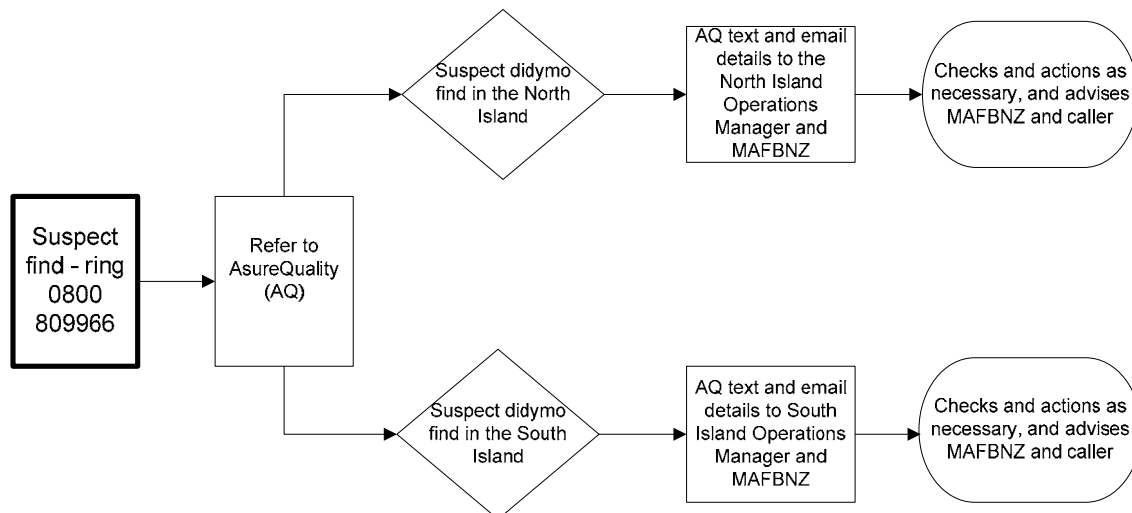 Suspect
find - ring
0800
809966
Refer to
AsureQuality
(AQ)
Suspect didymo
find in the North
Island
AQ text and email
details to the
North Island
Operations
Manager and
MAFBNZ
Checks and actions as
necessary, and advises
MAFBNZ and caller
Suspect didymo
find in the South
Island
AQ text and email
details to South
Island Operations
Manager and
MAFBNZ
Checks and actions as
necessary, and advises
MAFBNZ and caller